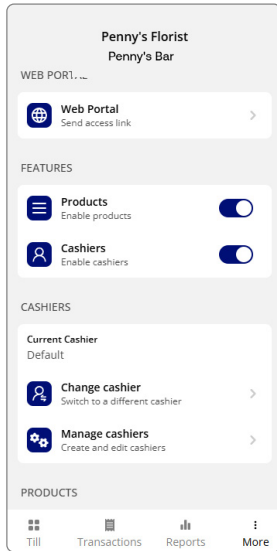 Penny's Florist
Penny's Bar
WEB PORT...
Web Portal
Send access link
FEATURES
Products
Enable products
Cashiers
Enable cashiers
CASHIERS
Current Cashier
Default
Change cashier
Switch to a different cashier
Manage cashiers
Create and edit cashiers
PRODUCTS
Till Transactions Reports More